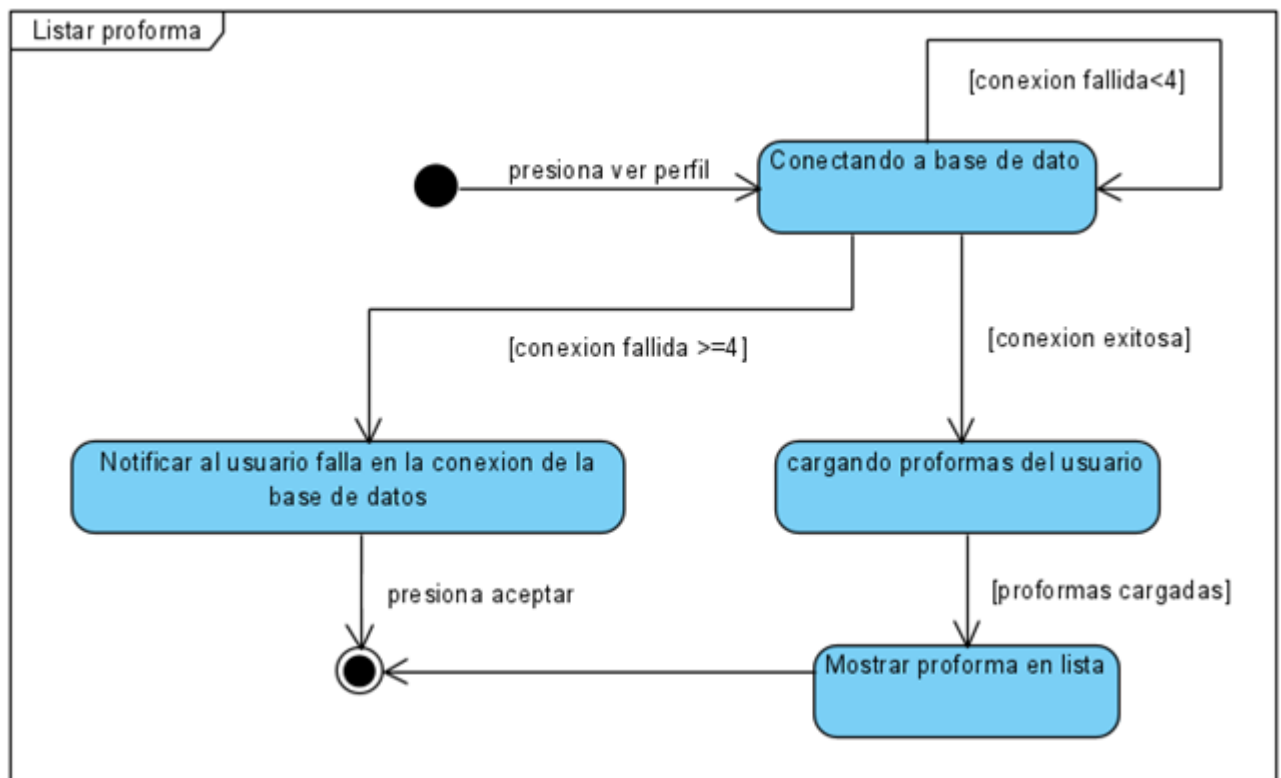 Listar proforma
[conexion fallida<4]
presiona ver perfil
Conectando a base de dato
[conexion fallida >=4]
[conexion exitosa]
Notificar al usuario falla en la conexion de la
base de datos
cargando proformas del usuario
presiona aceptar
[proformas cargadas]
Mostrar proforma en lista